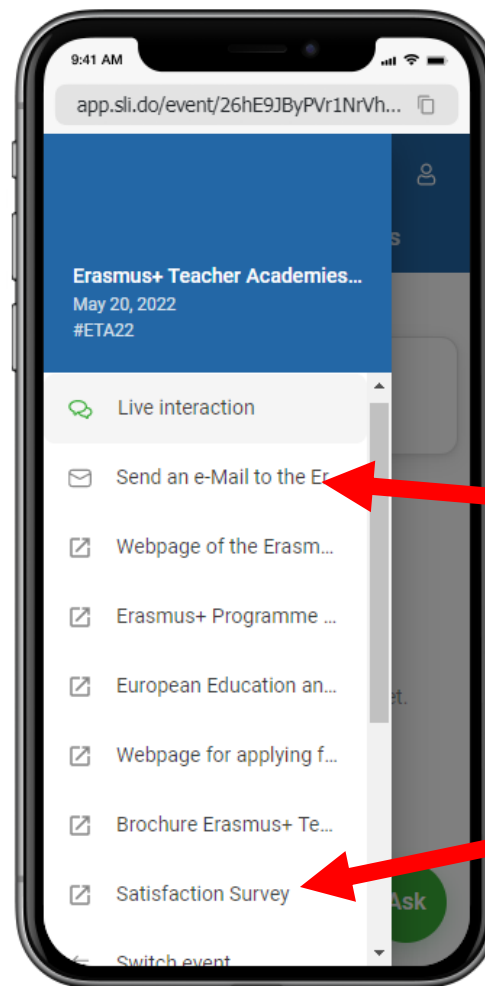 9:41 AM
app.sli.do/event/26hE9JByPVr1NrVh...
s
Erasmus+ Teacher Academies...
May 20, 2022
#ETA22
Live interaction
Send an e-Mail to the Er
Webpage of the Erasm...
Erasmus+ Programme ...
European Education an...
et.
Webpage for applying f...
Brochure Erasmus+ Te...
Satisfaction Survey
Ask
Switch event